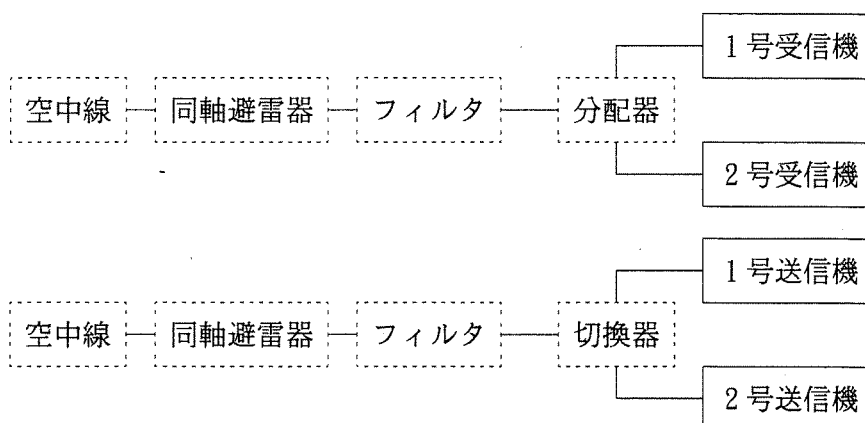 1号受信機
空中線 同軸避雷器 フィルタ 分配器
2号受信機
1号送信機
空中線 同軸避雷器 フィルタ 切換器
2号送信機